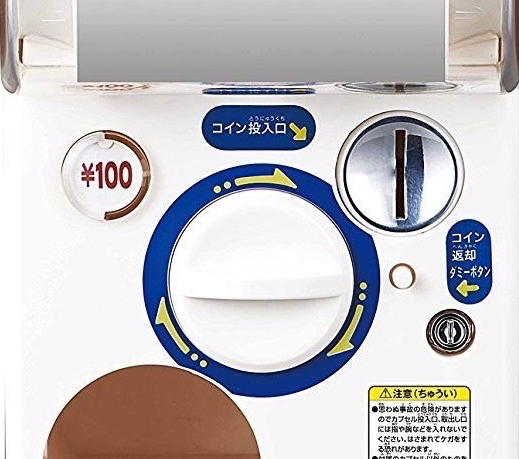 とうにゅうぐち
コイン投入口
¥100
コイン
へんきゃく
返却
ダミーボタン
⚠注意(ちゅうい)
●思わぬ事故の危険があります
のでカプセル投入口、取出し口
には指や腕などを入れないで
ください。はさまれてケガをす
る恐れがあります。